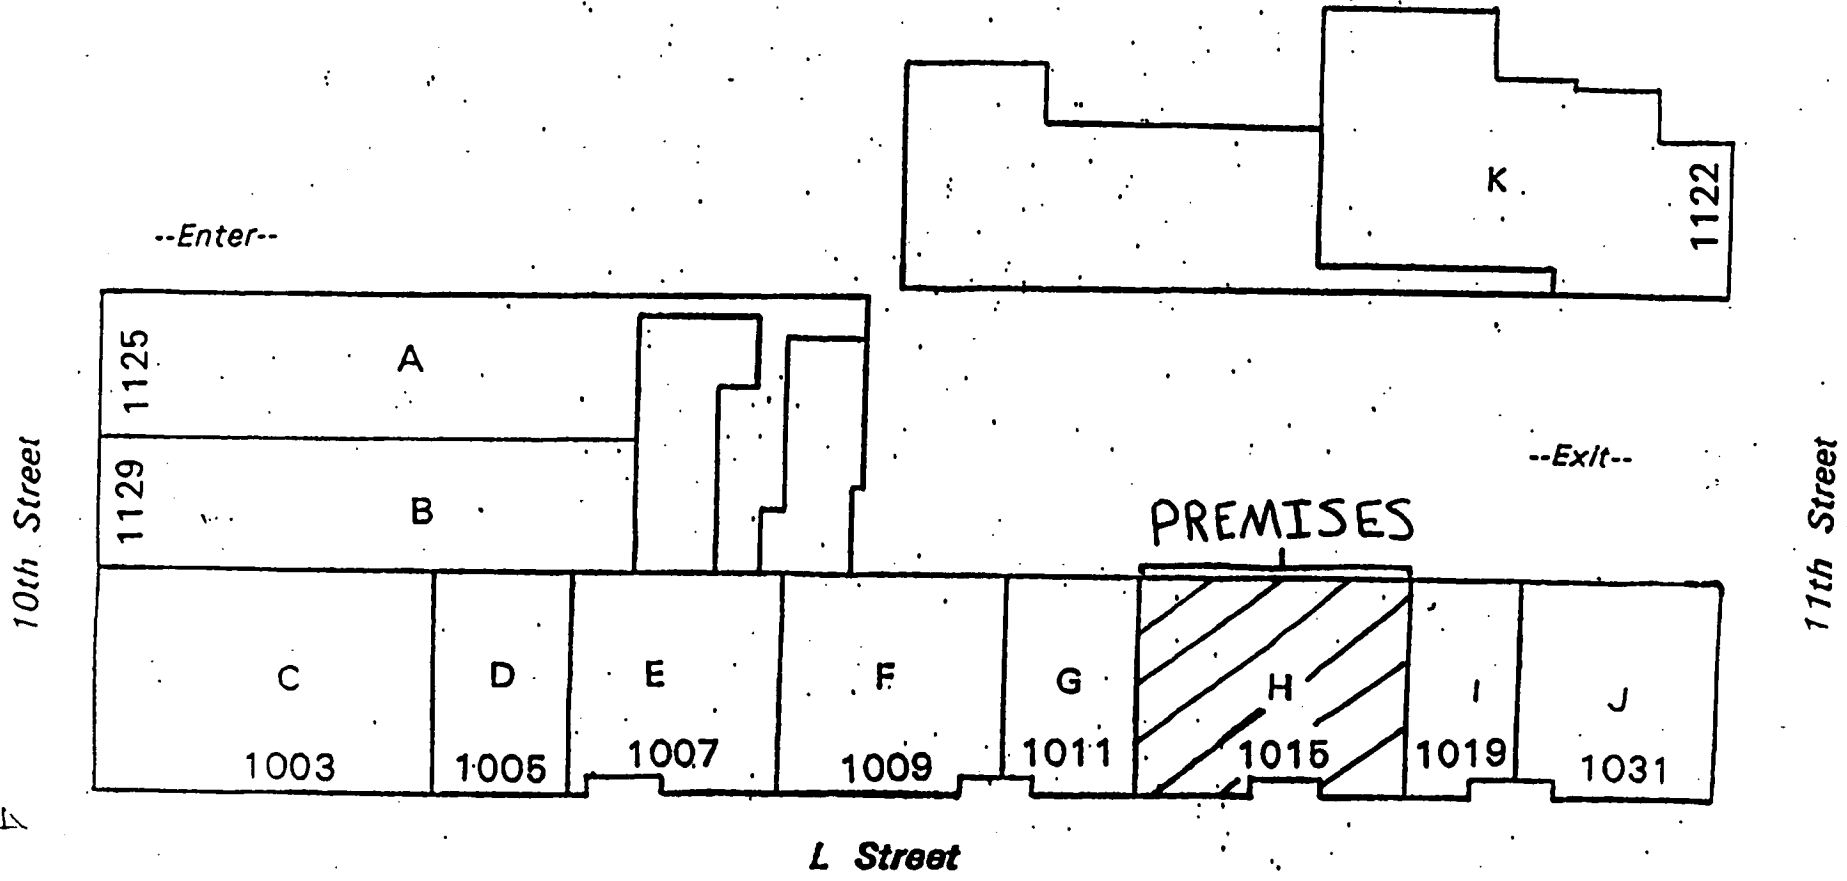 K
1122
--Enter--
1125
A
1129
B
10th Street
--Exit--
11th Street
PREMISES
C
D
E
F
G
H
I
J
1003
1005
1007
1009
1011
1015
1019
1031
L Street